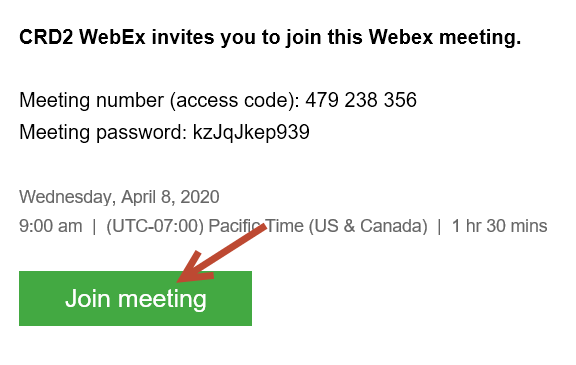 CRD2 WebEx invites you to join this Webex meeting.
Meeting number (access code): 479 238 356
Meeting password: kzJqJkep939
Wednesday, April 8, 2020
9:00 am | (UTC-07:00) Pacific Time (US & Canada) | 1 hr 30 mins
Join meeting